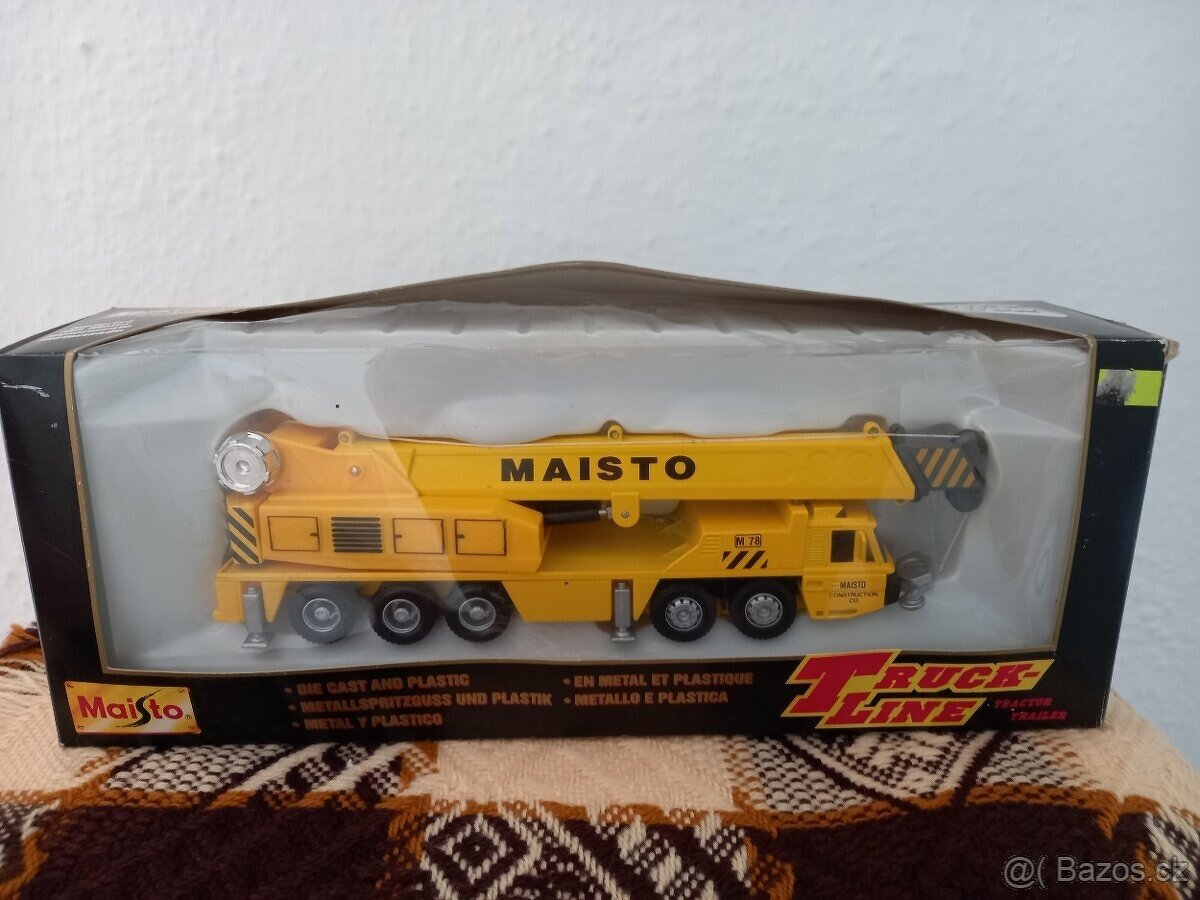 MAISTO
M 78
MAISTO
CONSTRUCTION
CO.
Maisto®
• DIE CAST AND PLASTIC
• METALLSPRITZGUSS UND PLASTIK
• METAL Y PLASTICO
• EN METAL ET PLASTIQUE
• METALLO E PLASTICA
TRUCK-
LINE
TRACTOR
TRAILER
@( Bazos.sk